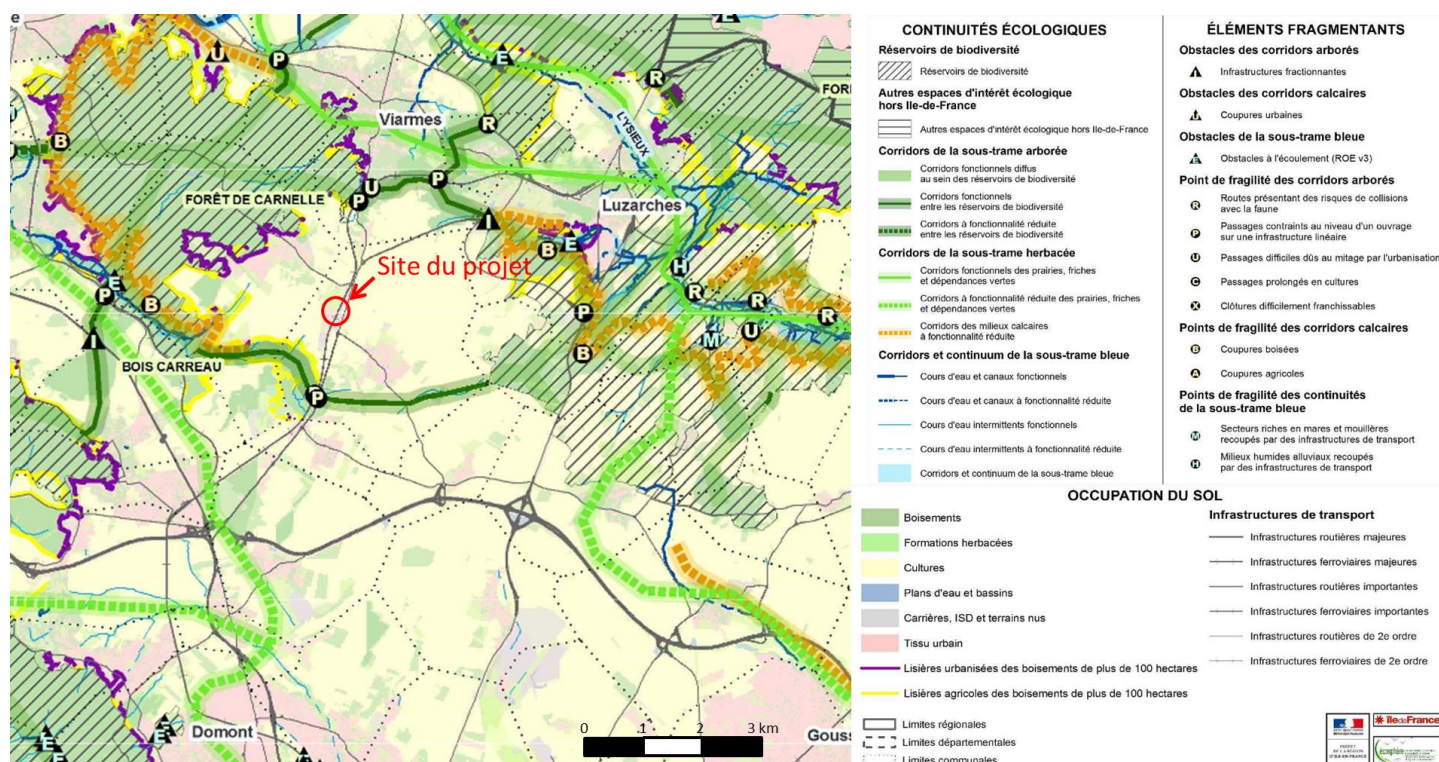 e
U
P
E
R
FOR
Viarmes
R
L'YSIEUX
B
FORÊT DE CARNELLE
U
P
P
Luzarches
I
B
E
H
Site du projet
E
P
B
R
R
R
P
U
M
B
I
BOIS CARREAU
P
Domont
E
E
E
Gouss
0 1 2 3 km
CONTINUITÉS ÉCOLOGIQUES
Réservoirs de biodiversité
Réservoirs de biodiversité
Autres espaces d'intérêt écologique
hors Ile-de-France
Autres espaces d'intérêt écologique hors Ile-de-France
Corridors de la sous-trame arborée
Corridors fonctionnels diffus
au sein des réservoirs de biodiversité
Corridors fonctionnels
entre les réservoirs de biodiversité
Corridors à fonctionnalité réduite
entre les réservoirs de biodiversité
Corridors de la sous-trame herbacée
Corridors fonctionnels des prairies, friches
et dépendances vertes
Corridors à fonctionnalité réduite des prairies, friches
et dépendances vertes
Corridors des milieux calcaires
à fonctionnalité réduite
Corridors et continuum de la sous-trame bleue
Cours d'eau et canaux fonctionnels
Cours d'eau et canaux à fonctionnalité réduite
Cours d'eau intermittents fonctionnels
Cours d'eau intermittents à fonctionnalité réduite
Corridors et continuum de la sous-trame bleue
ÉLÉMENTS FRAGMENTANTS
Obstacles des corridors arborés
I Infrastructures fractionnantes
Obstacles des corridors calcaires
U Coupures urbaines
Obstacles de la sous-trame bleue
E Obstacles à l'écoulement (ROE v3)
Point de fragilité des corridors arborés
R Routes présentant des risques de collisions
avec la faune
P Passages contraints au niveau d'un ouvrage
sur une infrastructure linéaire
U Passages difficiles dûs au mitage par l'urbanisation
C Passages prolongés en cultures
X Clôtures difficilement franchissables
Points de fragilité des corridors calcaires
B Coupures boisées
A Coupures agricoles
Points de fragilité des continuités
de la sous-trame bleue
M Secteurs riches en mares et mouillères
recoupés par des infrastructures de transport
H Milieux humides alluviaux recoupés
par des infrastructures de transport
OCCUPATION DU SOL
Boisements
Formations herbacées
Cultures
Plans d'eau et bassins
Carrières, ISD et terrains nus
Tissu urbain
Lisières urbanisées des boisements de plus de 100 hectares
Lisières agricoles des boisements de plus de 100 hectares
Limites régionales
Limites départementales
Limites communales
Infrastructures de transport
Infrastructures routières majeures
Infrastructures ferroviaires majeures
Infrastructures routières importantes
Infrastructures ferroviaires importantes
Infrastructures routières de 2e ordre
Infrastructures ferroviaires de 2e ordre
îledeFrance
PRÉFET
DE LA RÉGION
D'ILE-DE-FRANCE
écosphère